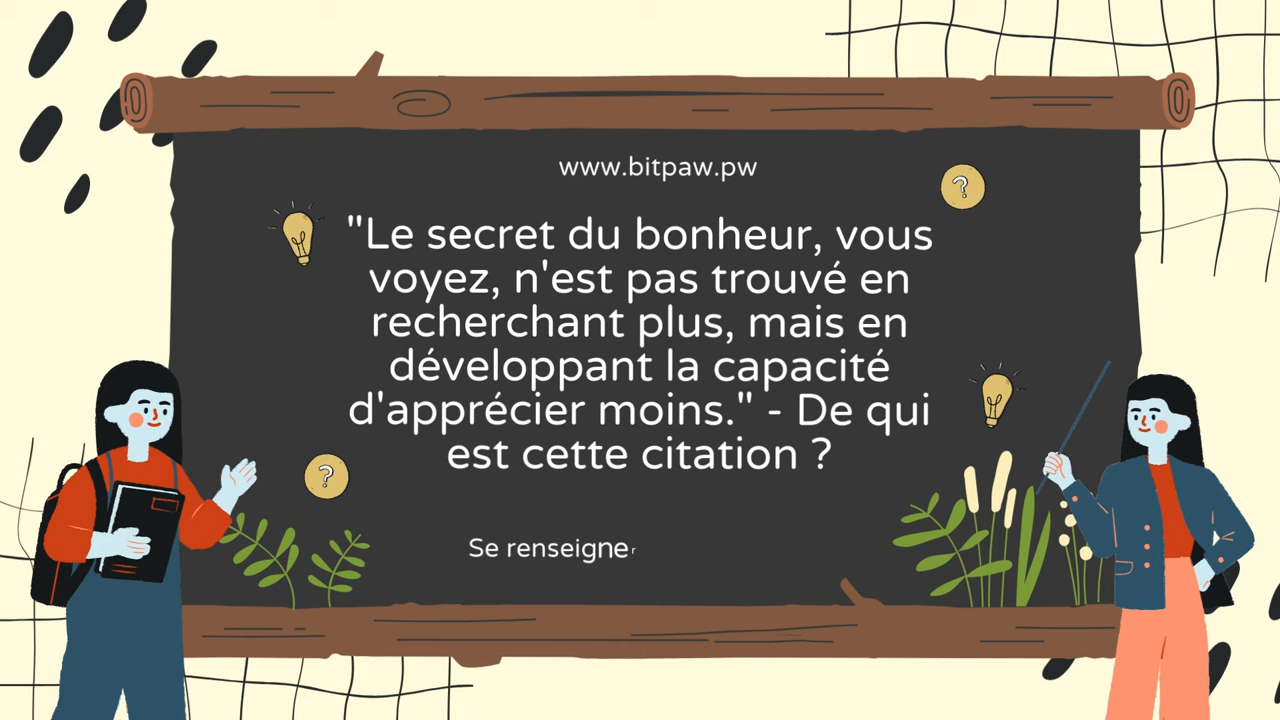 www.bitpaw.pw
"Le secret du bonheur, vous
voyez, n'est pas trouvé en
recherchant plus, mais en
développant la capacité
d'apprécier moins." - De qui
est cette citation ?
Se renseigner